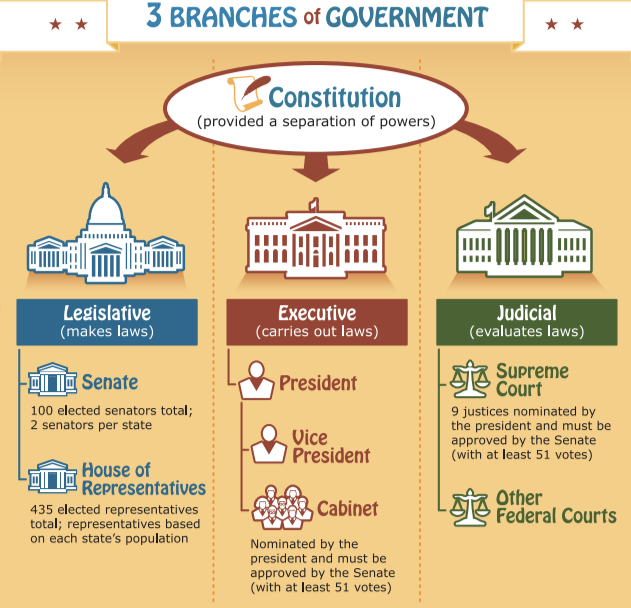 3 BRANCHES of GOVERNMENT
Constitution
(provided a separation of powers)
Legislative
(makes laws)
Senate
100 elected senators total;
2 senators per state
House of
Representatives
435 elected representatives
total; representatives based
on each state's population
Executive
(carries out laws)
President
Vice
President
Cabinet
Nominated by the
president and must be
approved by the Senate
(with at least 51 votes)
Judicial
(evaluates laws)
Supreme
Court
9 justices nominated by
the president and must be
approved by the Senate
(with at least 51 votes)
Other
Federal Courts